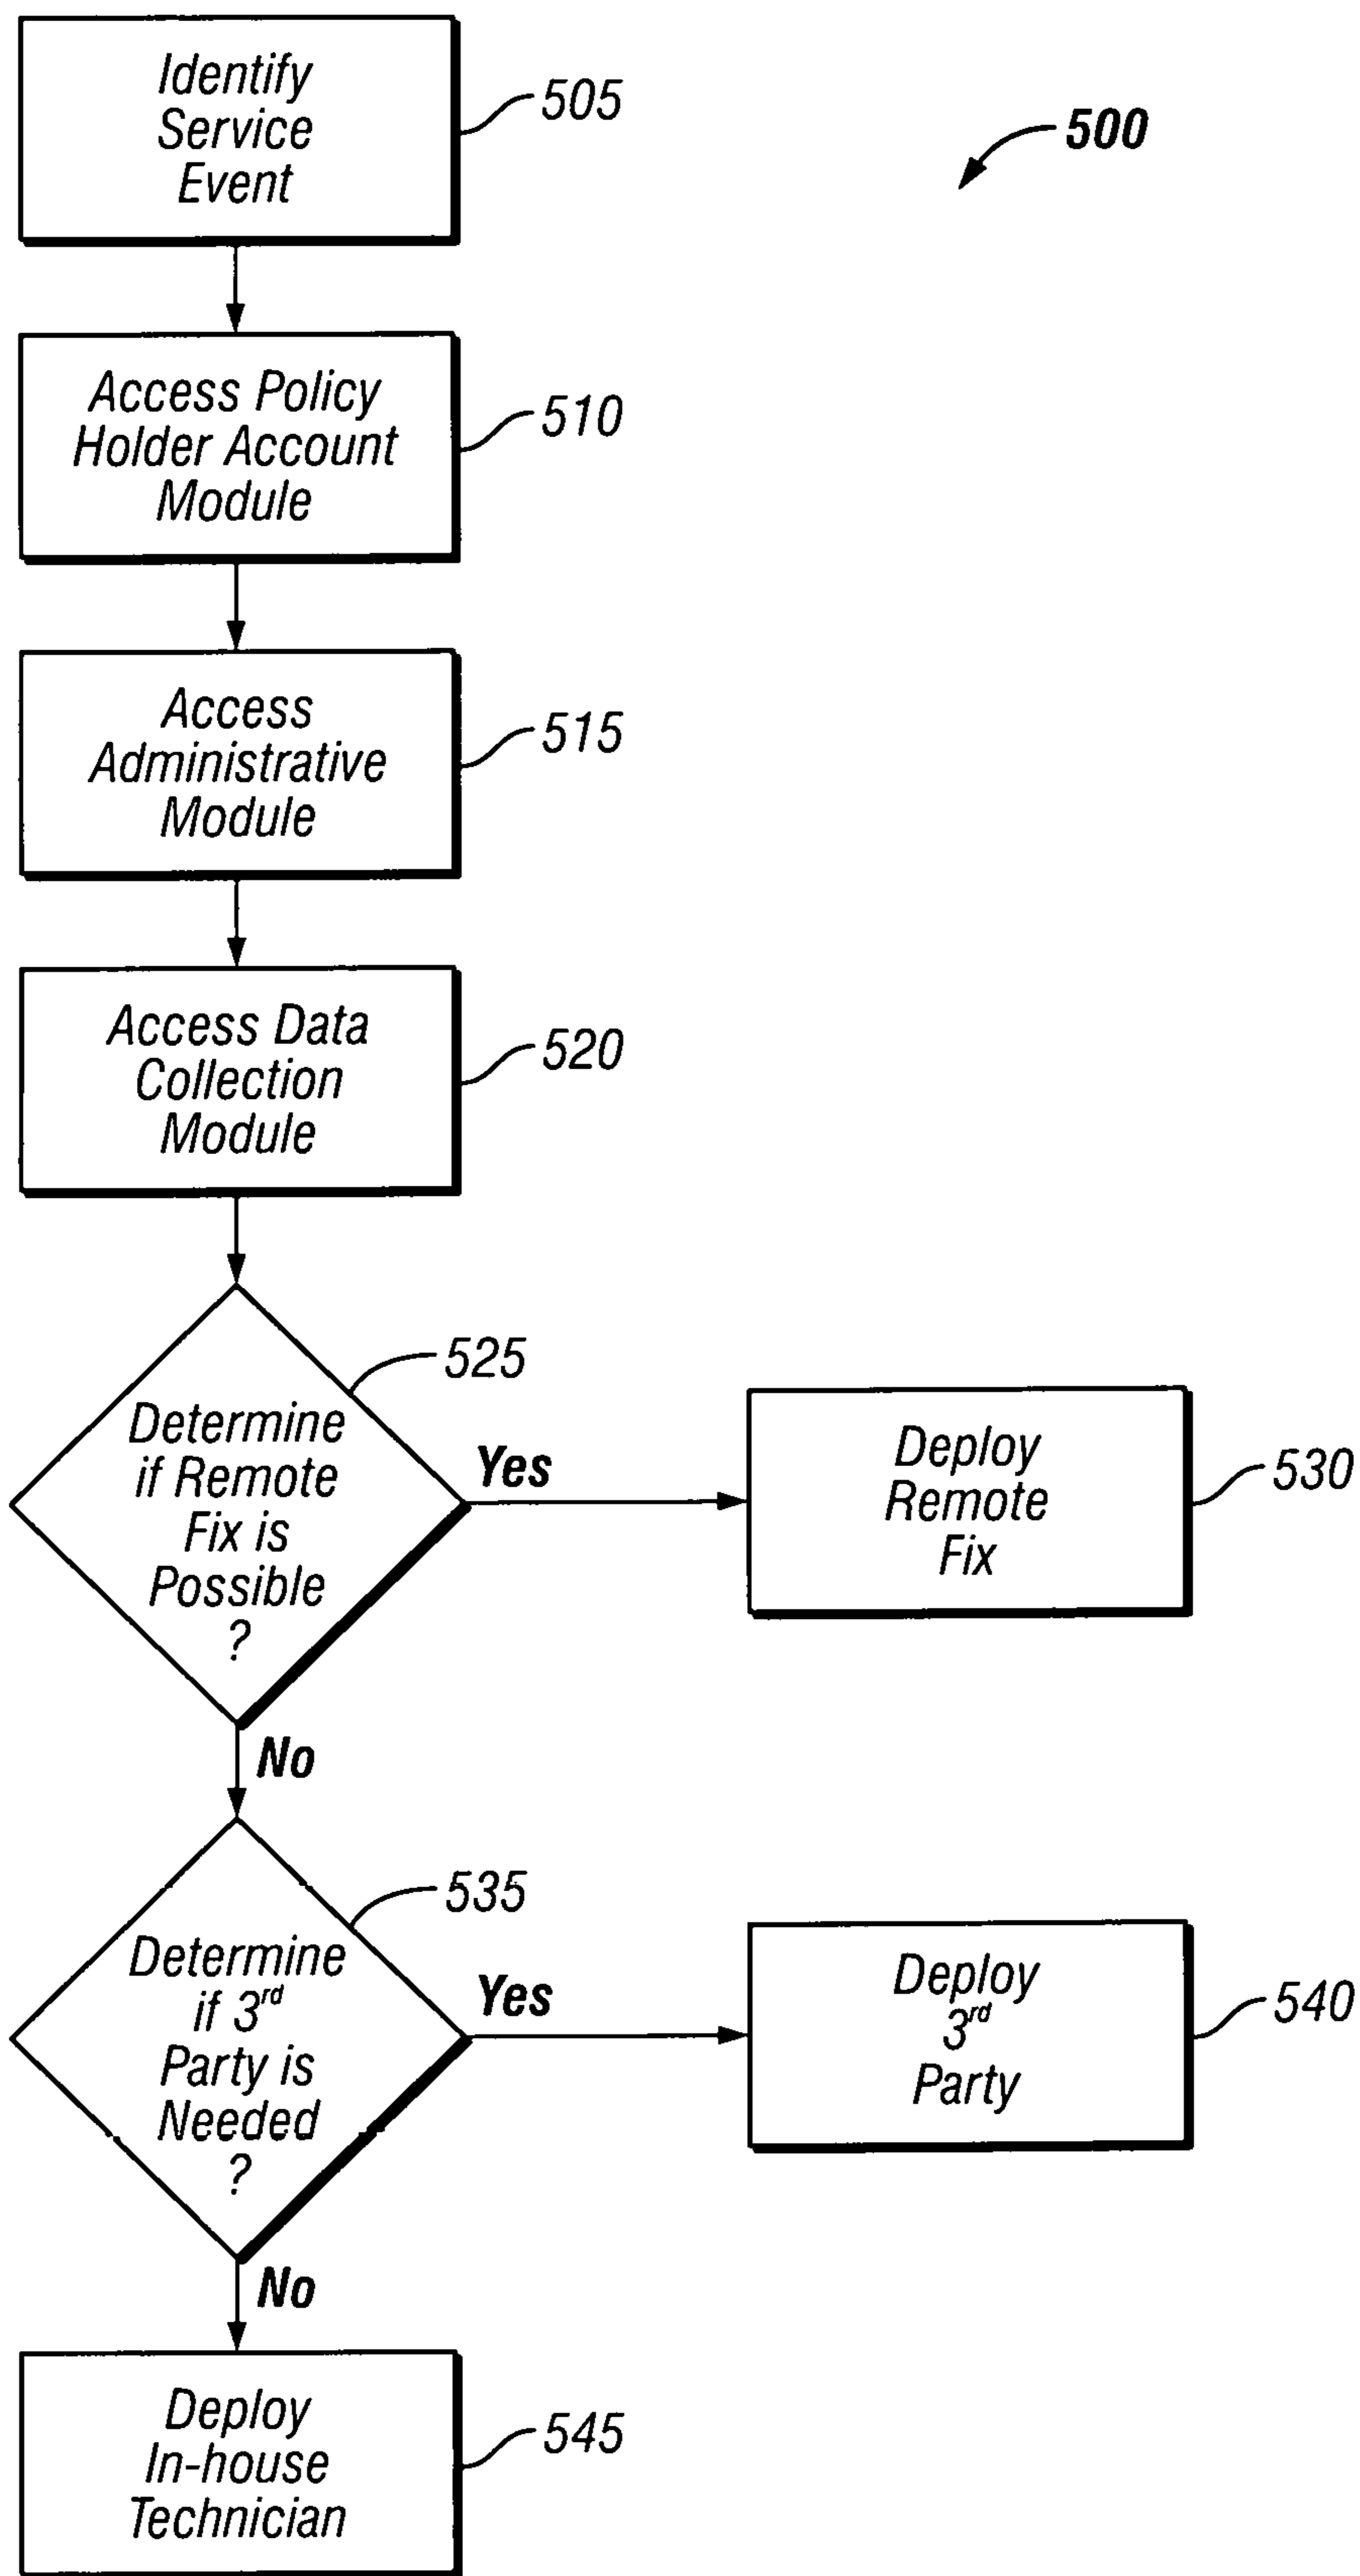 Identify
Service
Event
505
500
Access Policy
Holder Account
Module
510
Access
Administrative
Module
515
Access Data
Collection
Module
520
525
Determine
if Remote
Fix is
Possible
?
Yes
Deploy
Remote
Fix
530
No
535
Determine
if 3rd
Party is
Needed
?
Yes
Deploy
3rd
Party
540
No
Deploy
In-house
Technician
545